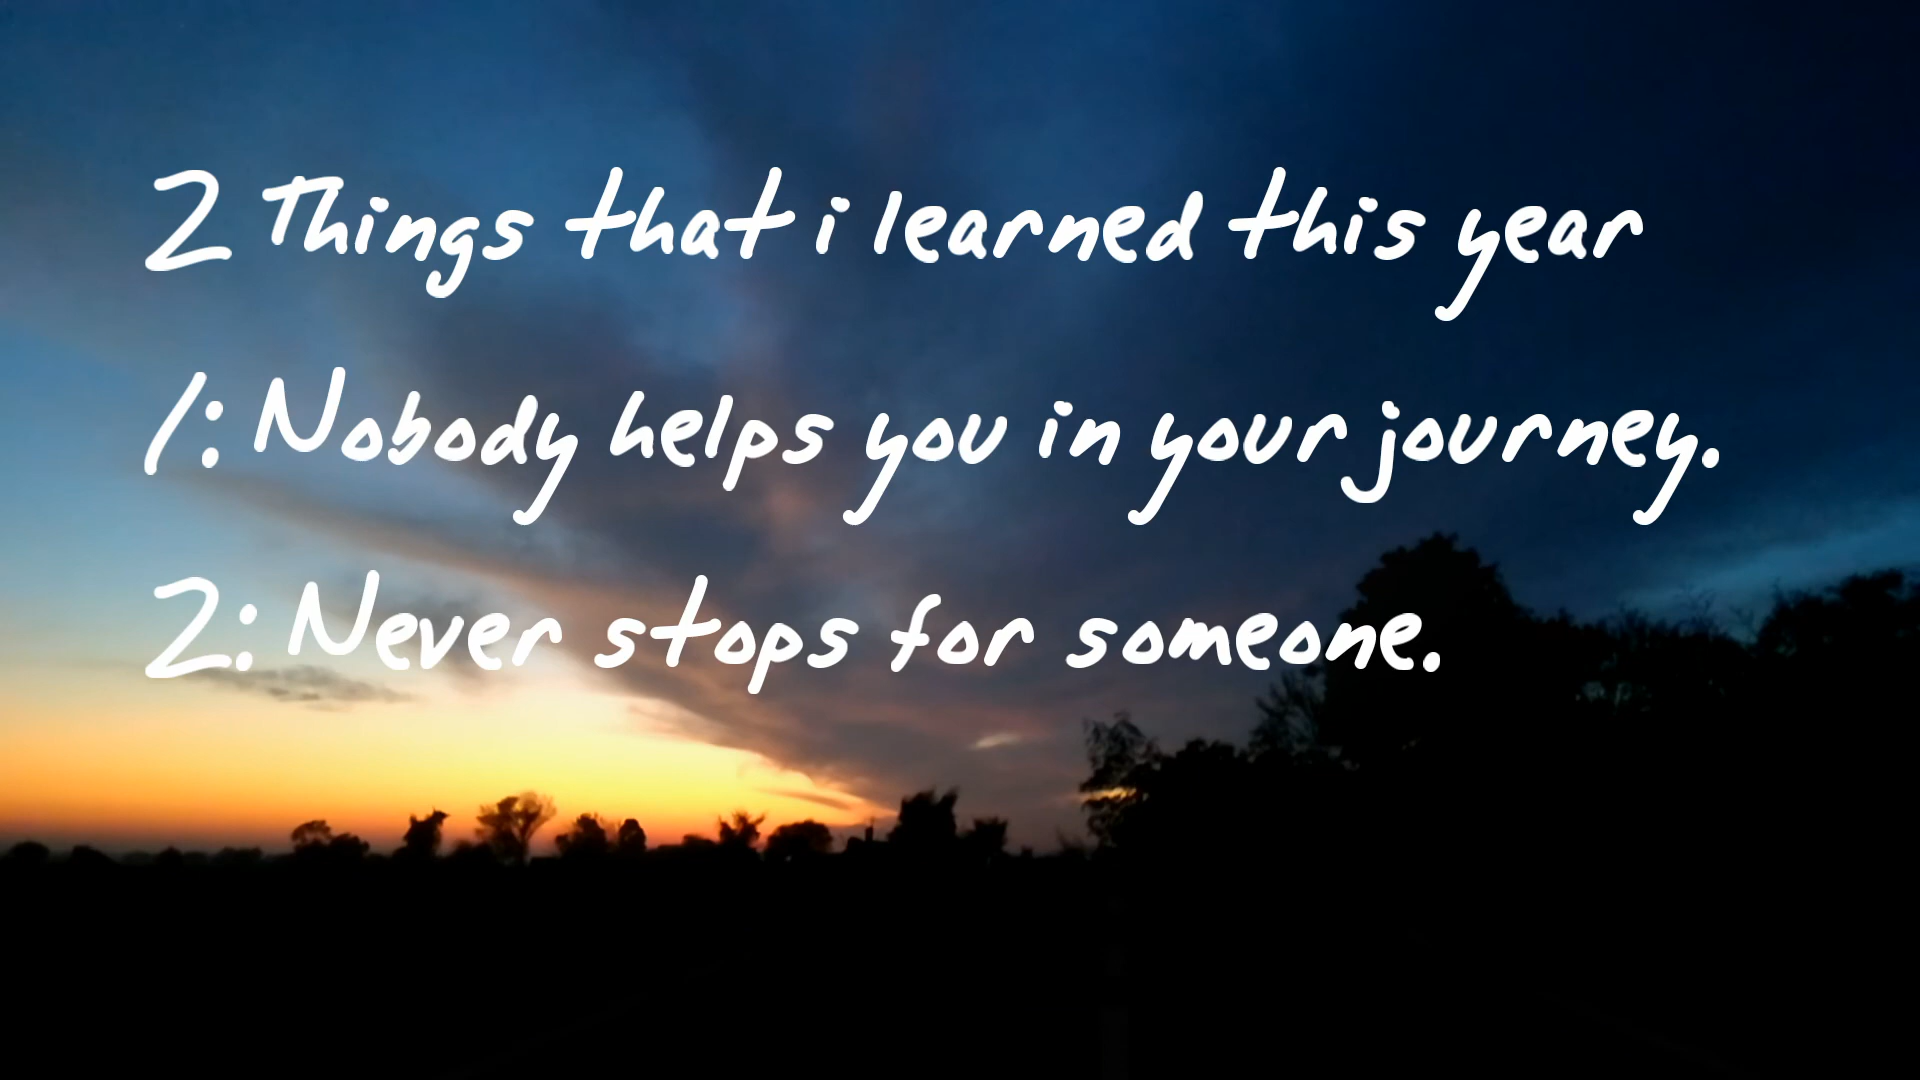 2 Things that i learned this year
1: Nobody helps you in your journey.
2: Never stops for someone.